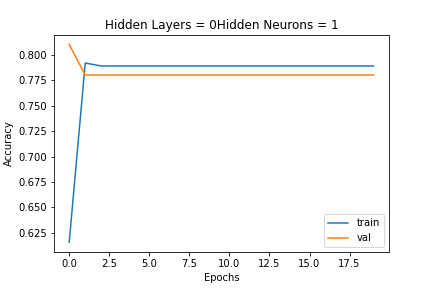 Hidden Layers = 0Hidden Neurons = 1
0.800
0.775
0.750
0.725
0.700
0.675
0.650
0.625
Accuracy
train
val
0.0 2.5 5.0 7.5 10.0 12.5 15.0 17.5
Epochs